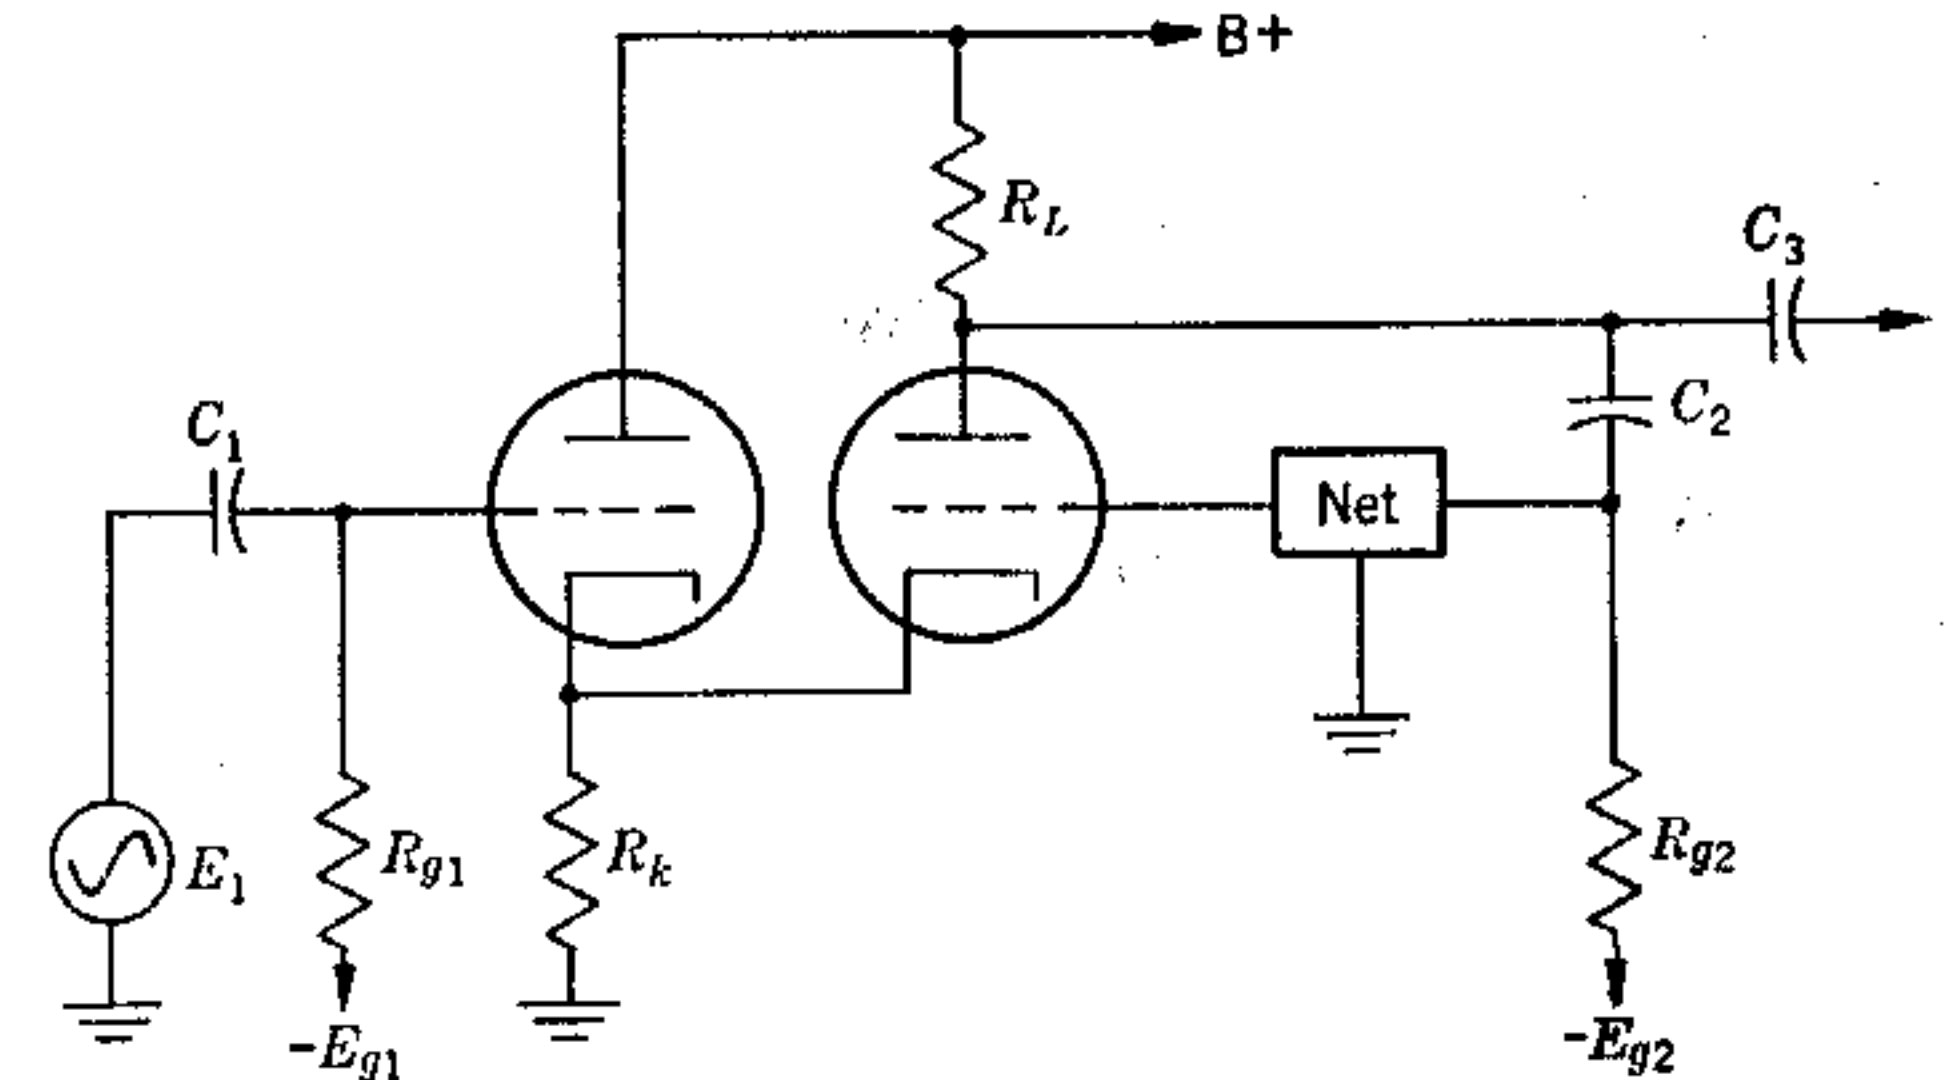 B+
R_L
C_3
C_1
C_2
Net
E_1
R_g1
R_k
R_g2
-E_g1
-E_g2